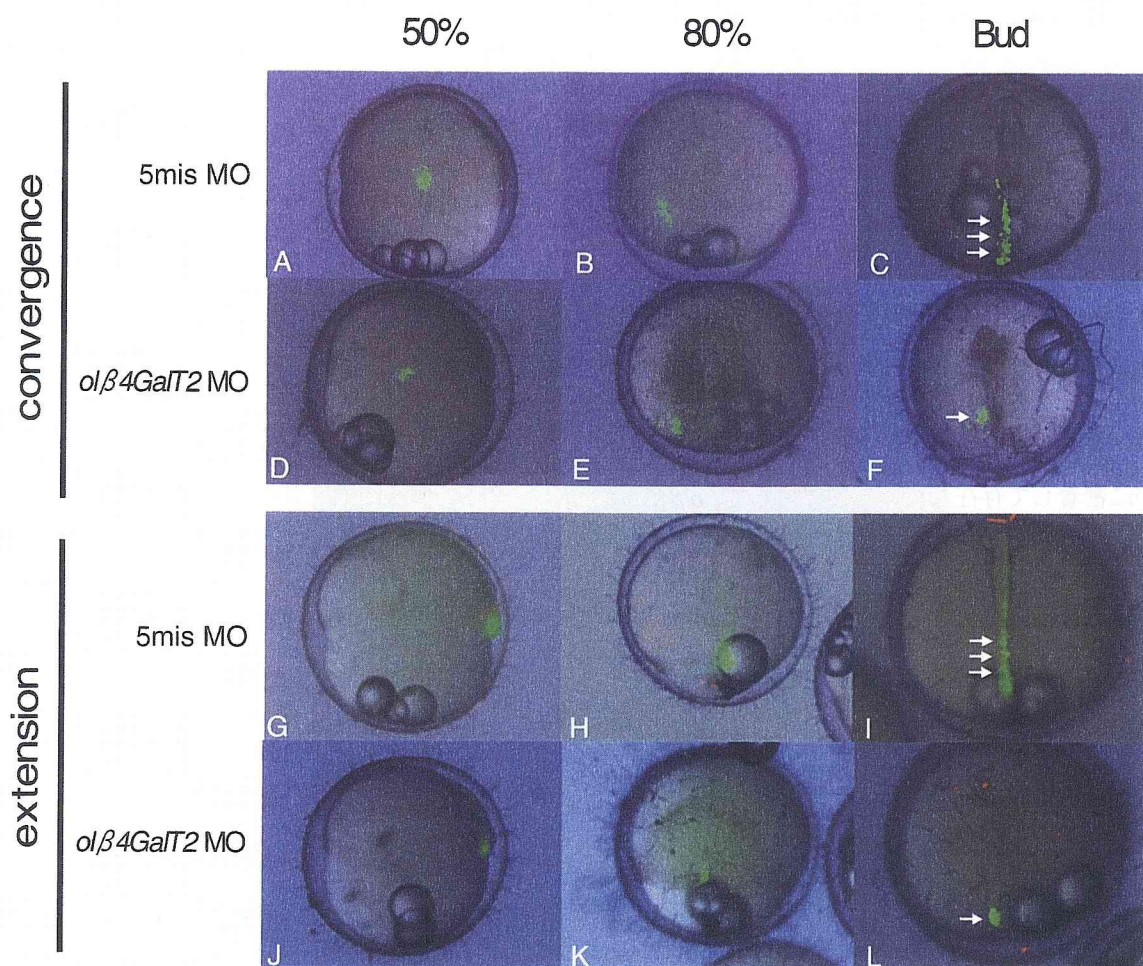 50% 80% Bud
convergence
5mis MO
A B C
olβ4GalT2 MO
D E F
extension
5mis MO
G H I
olβ4GalT2 MO
J K L